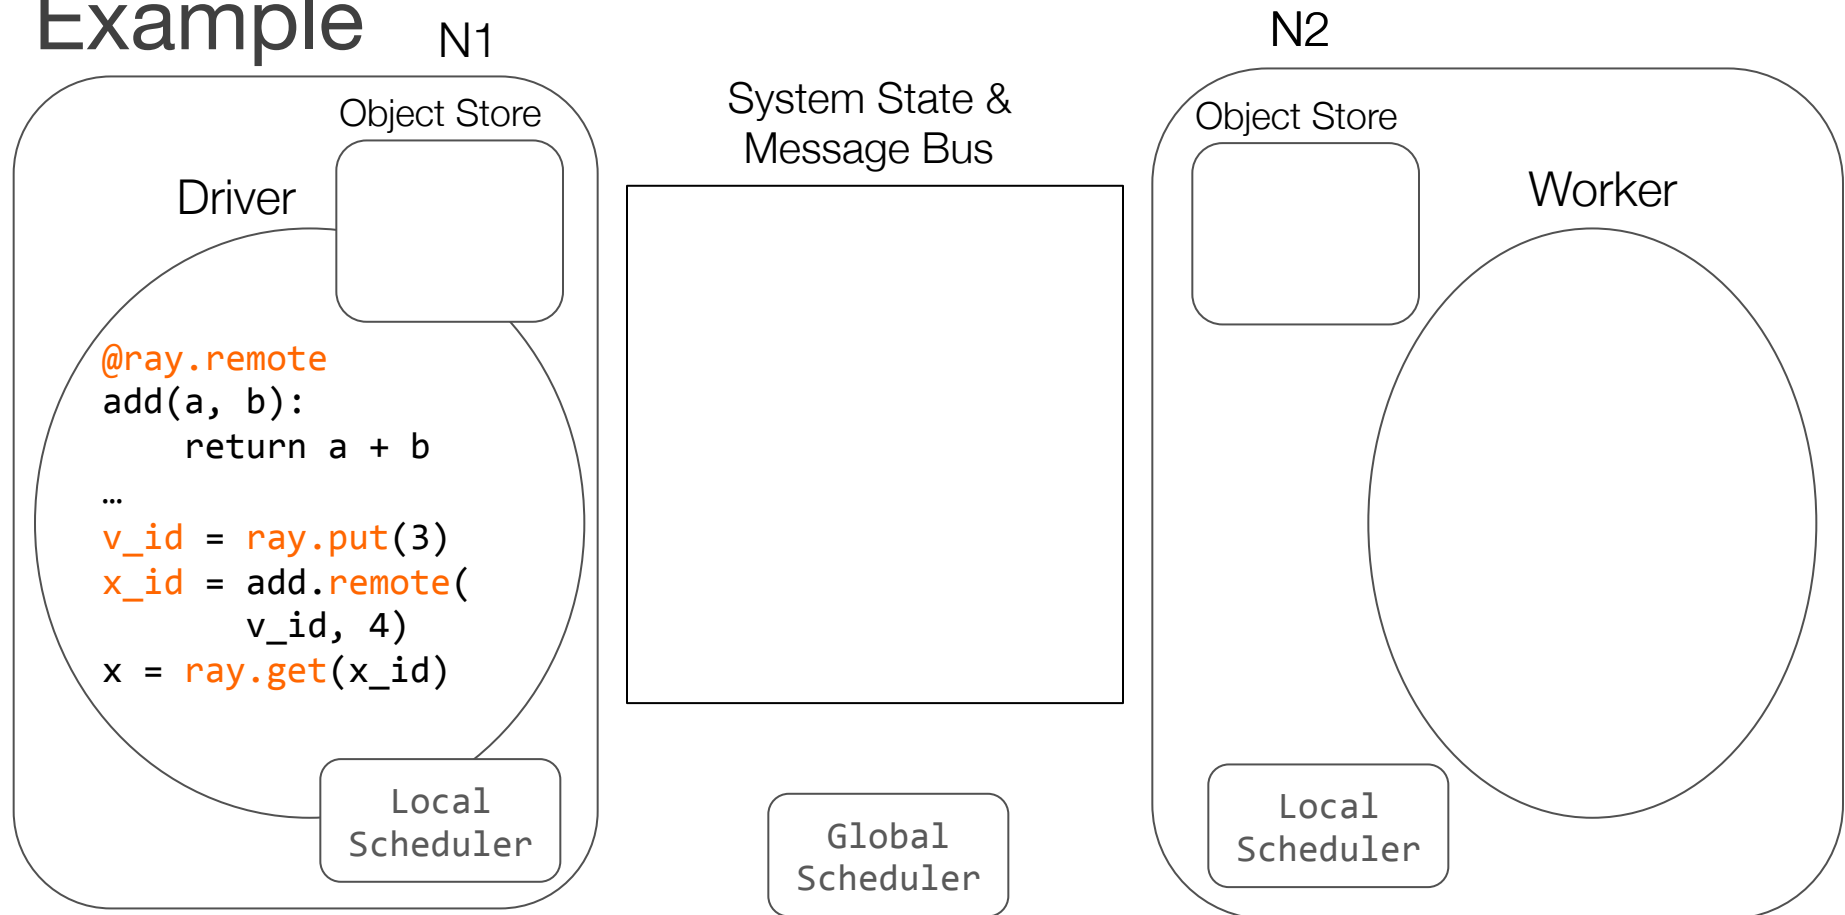 Example
N1
N2
System State &
Message Bus
Object Store
Driver
@ray.remote
add(a, b):
    return a + b
…
v_id = ray.put(3)
x_id = add.remote(
       v_id, 4)
x = ray.get(x_id)
Local
Scheduler
Global
Scheduler
Object Store
Worker
Local
Scheduler